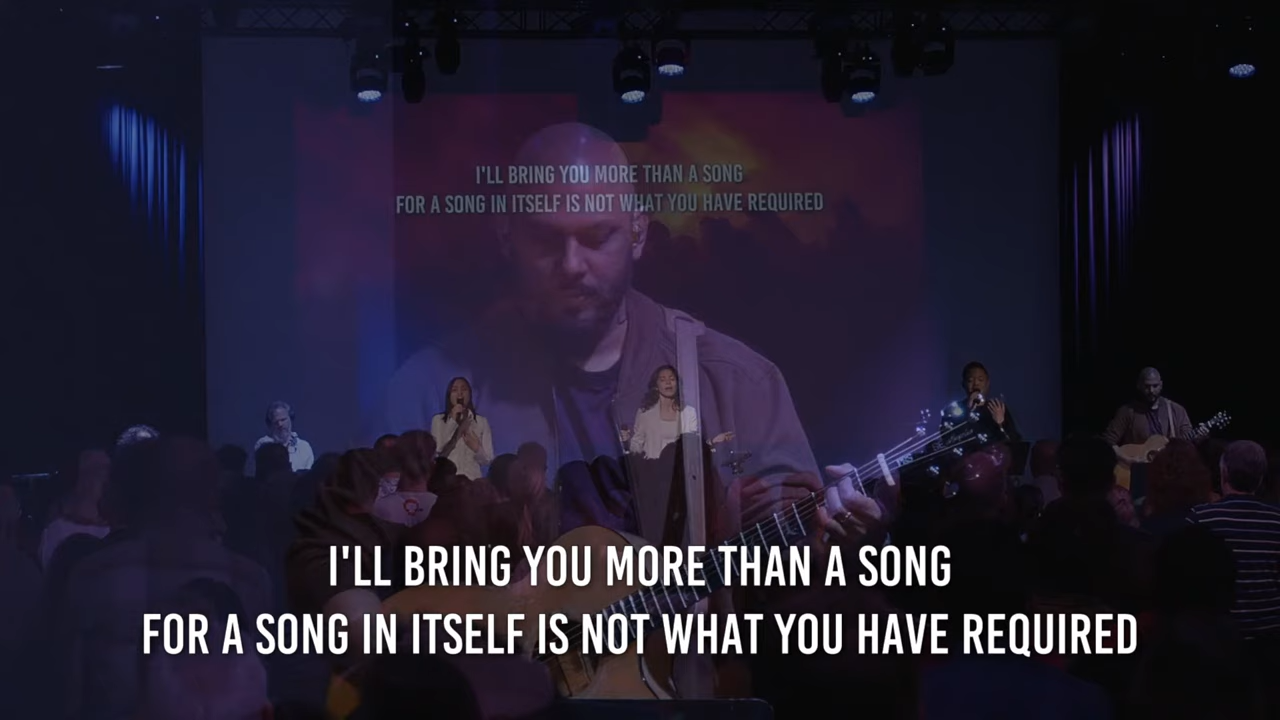 I'LL BRING YOU MORE THAN A SONG
FOR A SONG IN ITSELF IS NOT WHAT YOU HAVE REQUIRED
I'LL BRING YOU MORE THAN A SONG
FOR A SONG IN ITSELF IS NOT WHAT YOU HAVE REQUIRED